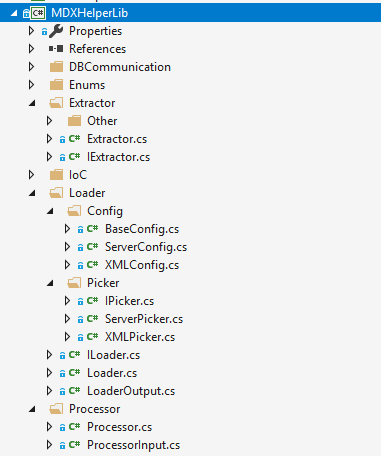 C# MDXHelperLib
Properties
References
DBCommunication
Enums
Extractor
Other
C# Extractor.cs
C# IExtractor.cs
IoC
Loader
Config
C# BaseConfig.cs
C# ServerConfig.cs
C# XMLConfig.cs
Picker
C# IPicker.cs
C# ServerPicker.cs
C# XMLPicker.cs
C# ILoader.cs
C# Loader.cs
C# LoaderOutput.cs
Processor
C# Processor.cs
C# ProcessorInput.cs